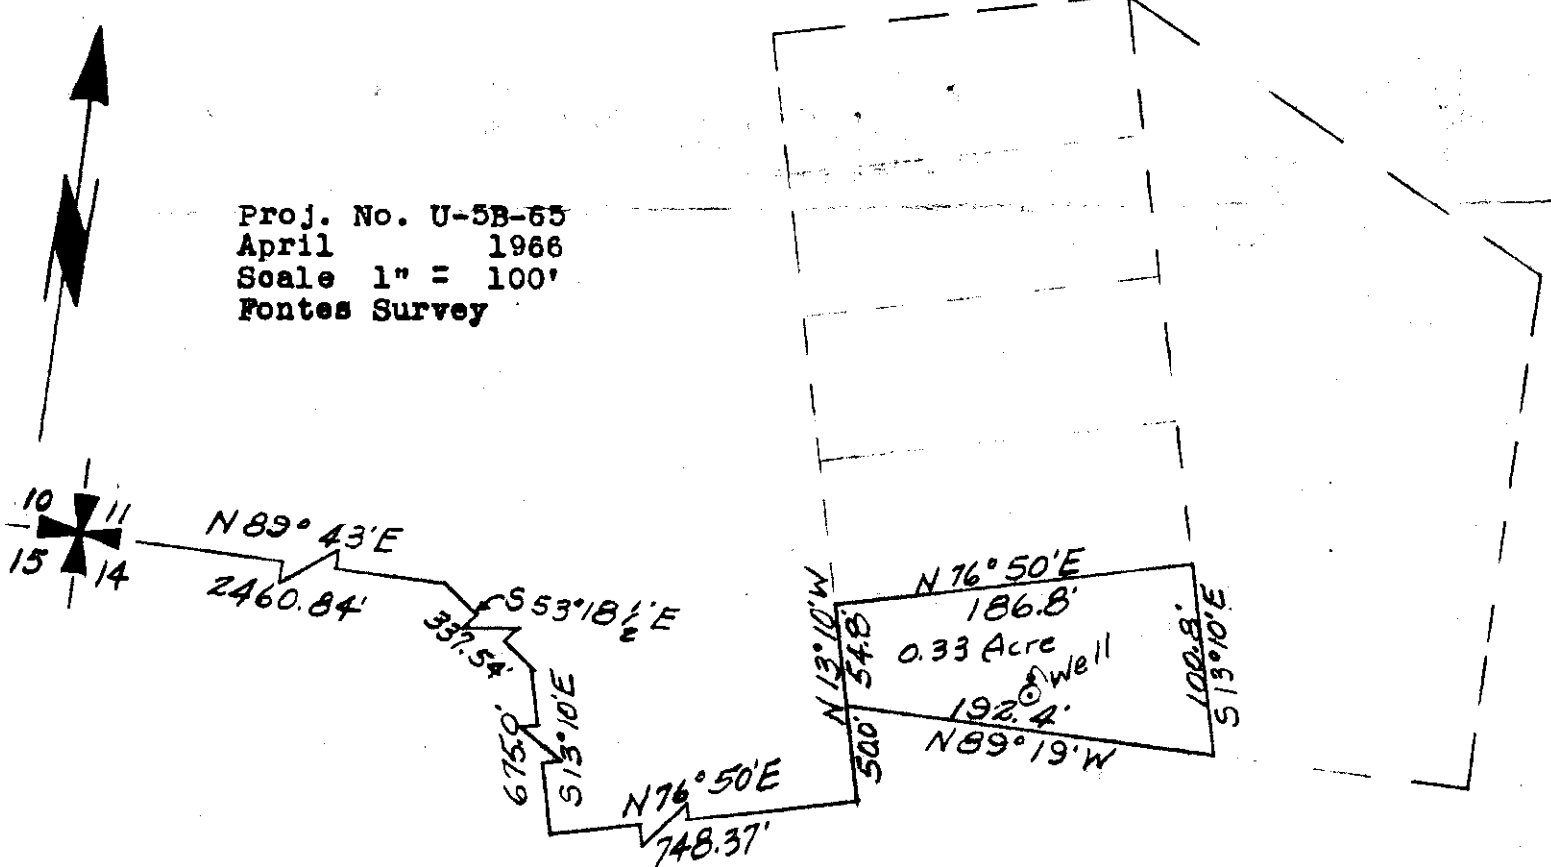 Proj. No. U-5B-65
April 1966
Scale 1" = 100'
Fontes Survey
10
11
15
14
N 89° 43' E
2460.84'
S 53° 18 1/2' E
337.54'
675.0'
S 13° 10' E
N 76° 50' E
748.37'
50.0'
N 13° 10' W
54.8'
N 76° 50' E
186.8'
0.33 Acre
Well
192.4'
N 89° 19' W
100.8'
S 13° 10' E